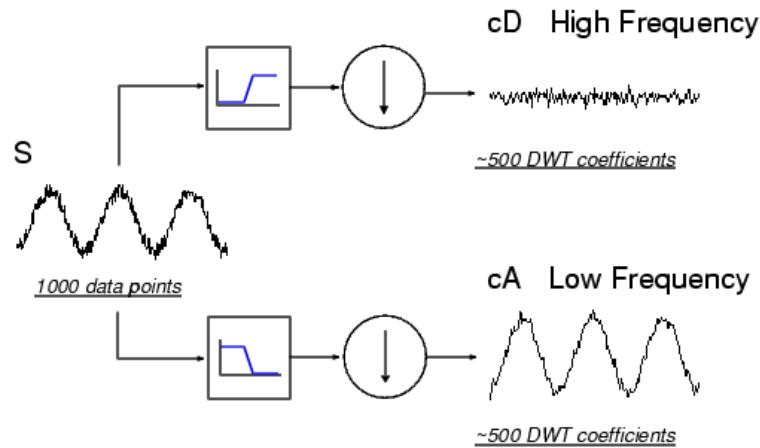 cD High Frequency
~500 DWT coefficients
S
1000 data points
cA Low Frequency
~500 DWT coefficients